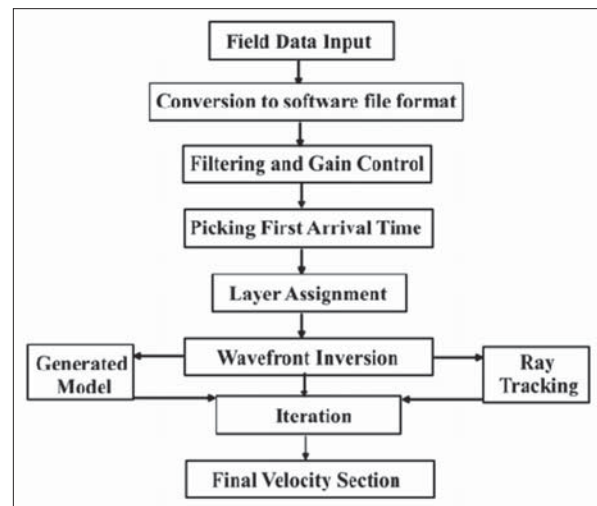 Field Data Input
Conversion to software file format
Filtering and Gain Control
Picking First Arrival Time
Layer Assignment
Wavefront Inversion
Generated
Model
Ray
Tracking
Iteration
Final Velocity Section